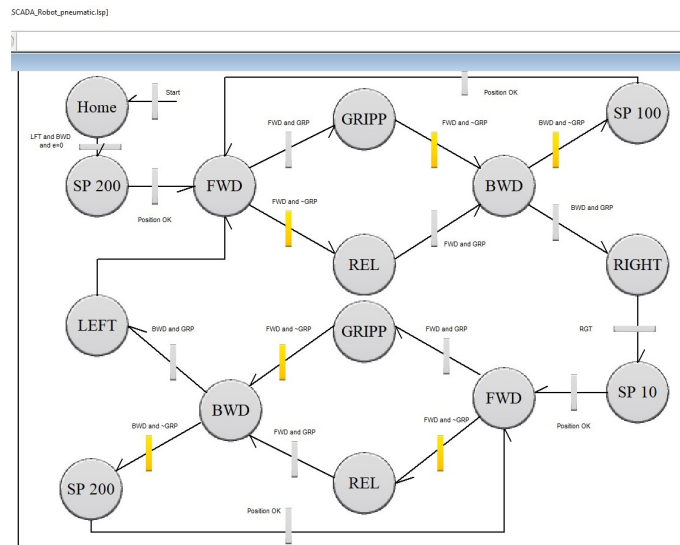 SCADA_Robot_pneumatic.lsp]
Home
Start
LFT and BWD
and e=0
SP 200
Position OK
FWD
FWD and GRP
GRIPP
FWD and ~GRP
FWD and ~GRP
REL
FWD and GRP
BWD
BWD and ~GRP
Position OK
SP 100
BWD and GRP
RIGHT
RGT
SP 10
Position OK
FWD
FWD and GRP
GRIPP
FWD and ~GRP
FWD and ~GRP
REL
FWD and GRP
BWD
BWD and GRP
LEFT
BWD and ~GRP
SP 200
Position OK